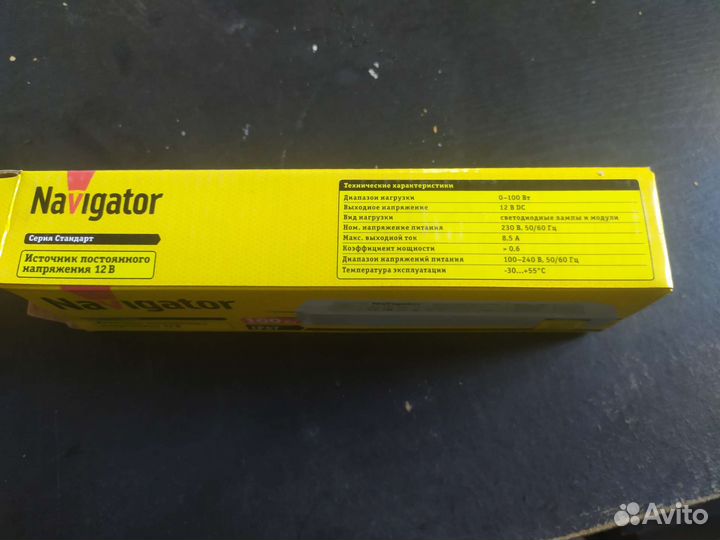 Navigator
Серия Стандарт
Источник постоянного
напряжения 12 В
Технические характеристики
Диапазон нагрузки 0–100 Вт
Выходное напряжение 12 В DC
Вид нагрузки светодиодные лампы и модули
Ном. напряжение питания 230 В, 50/60 Гц
Макс. выходной ток 8,5 А
Коэффициент мощности > 0,6
Диапазон напряжений питания 100–240 В, 50/60 Гц
Температура эксплуатации -30...+55°C
Navigator
IP67
Avito